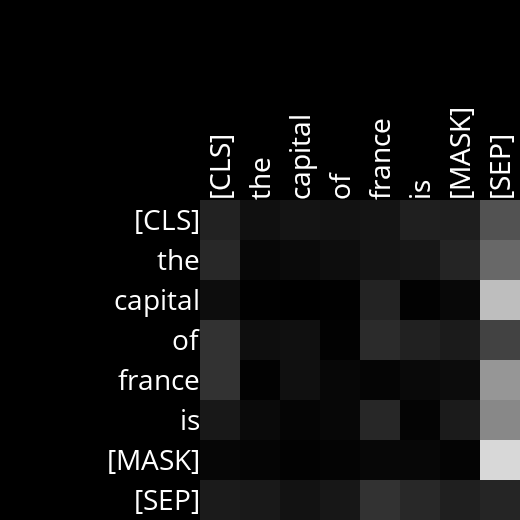 [CLS] the capital of france is [MASK] [SEP]
[CLS]
the
capital
of
france
is
[MASK]
[SEP]